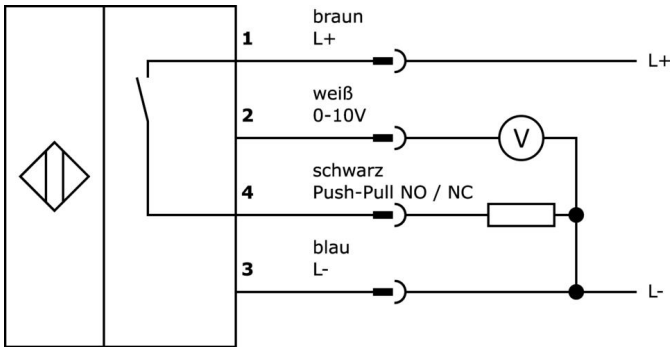 braun
1 L+ L+
weiß
2 0-10V
V
schwarz
4 Push-Pull NO / NC
blau
3 L- L-